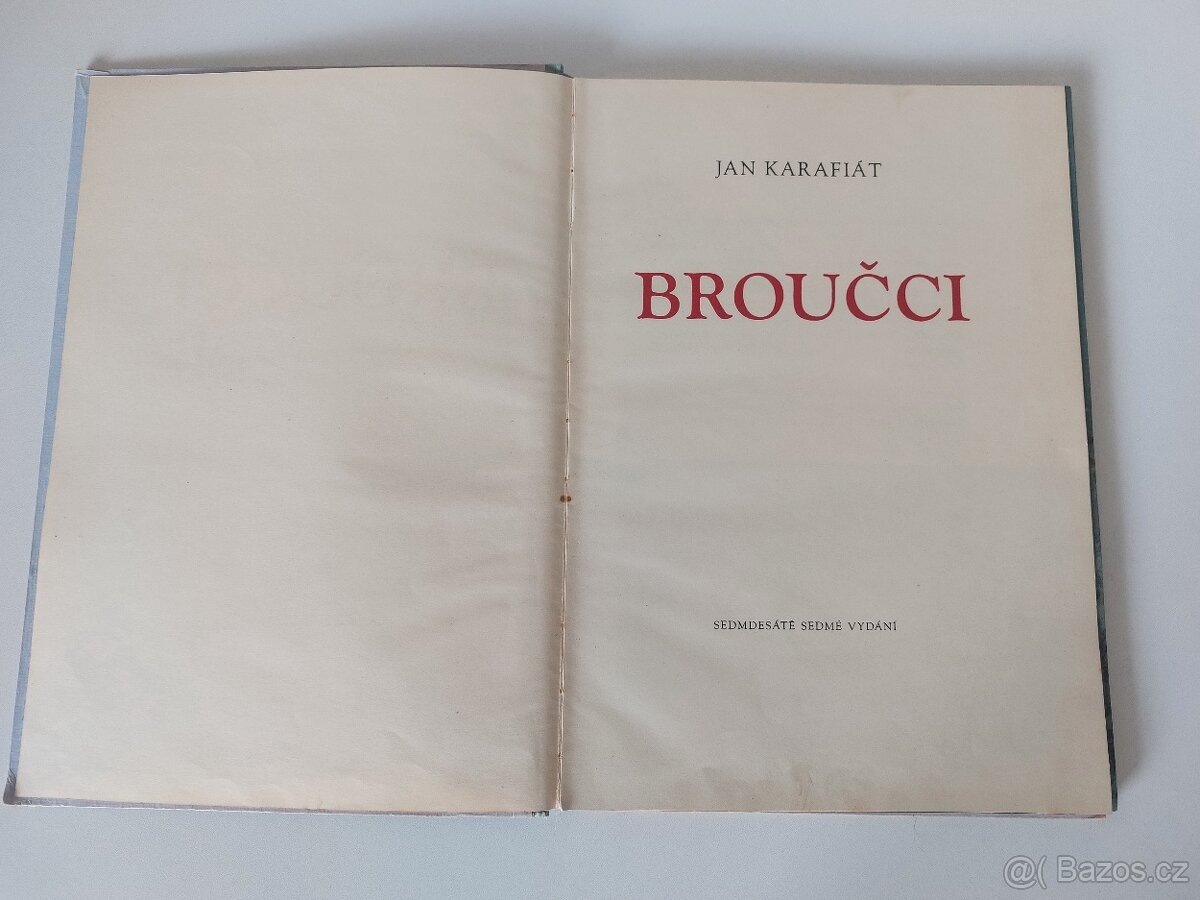 JAN KARAFIÁT
BROUČCI
SEDMDESÁTÉ SEDMÉ VYDÁNÍ
@( Bazos.cz